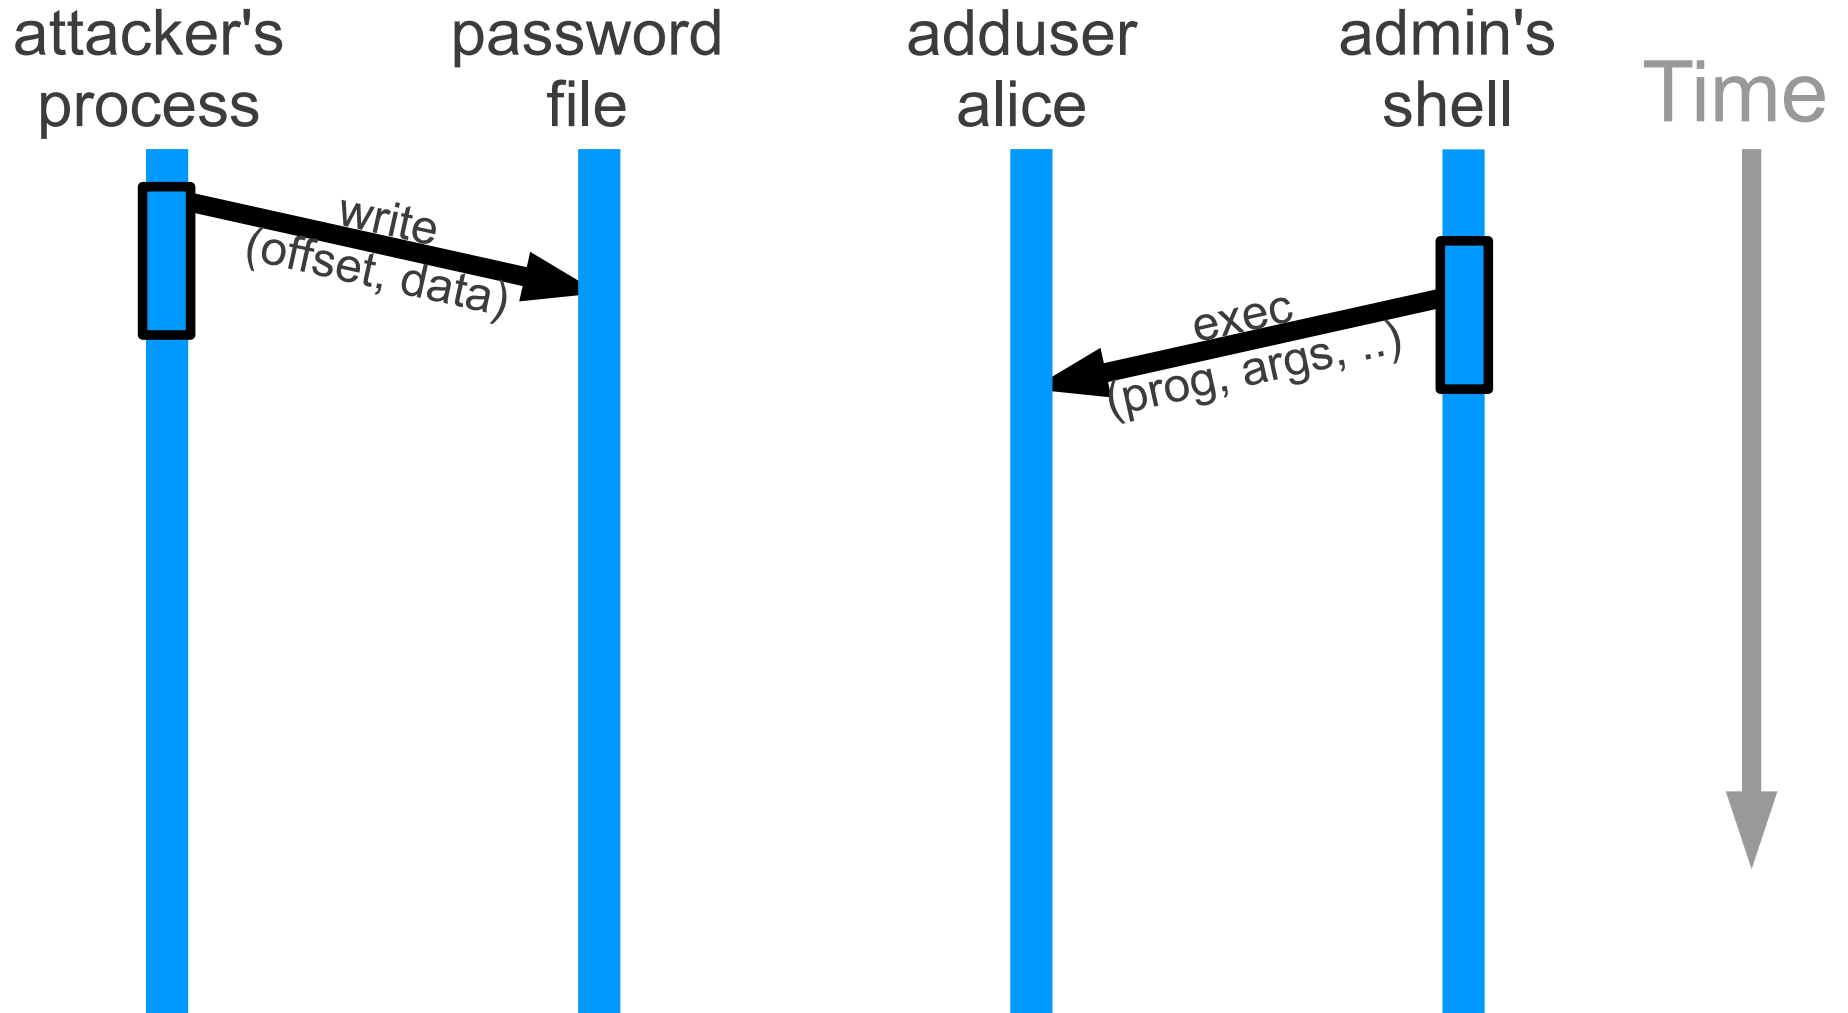 attacker's
process
password
file
adduser
alice
admin's
shell
Time
write
(offset, data)
exec
(prog, args, ..)